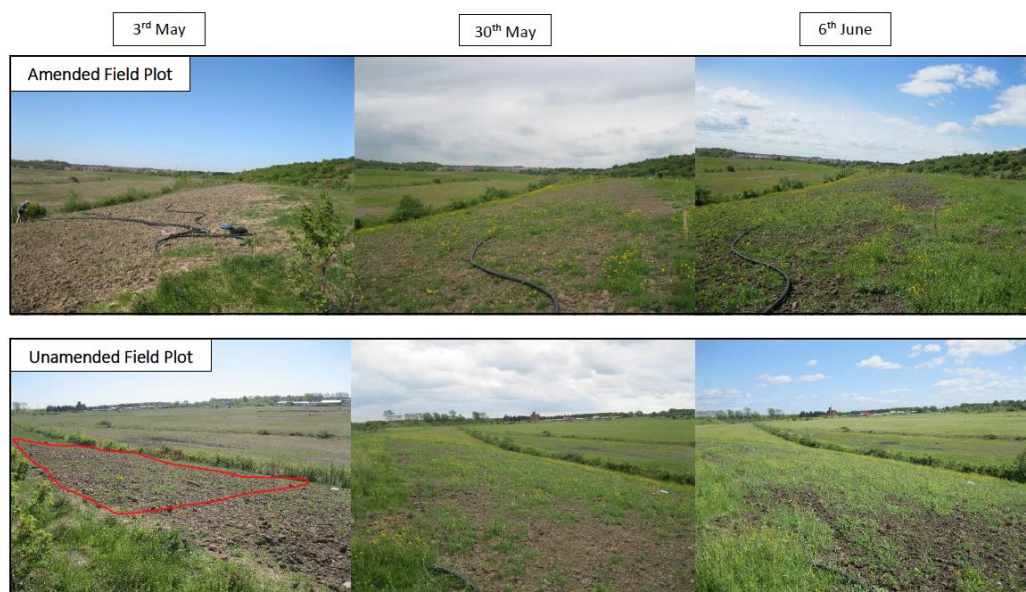 3rd May
30th May
6th June
Amended Field Plot
Unamended Field Plot